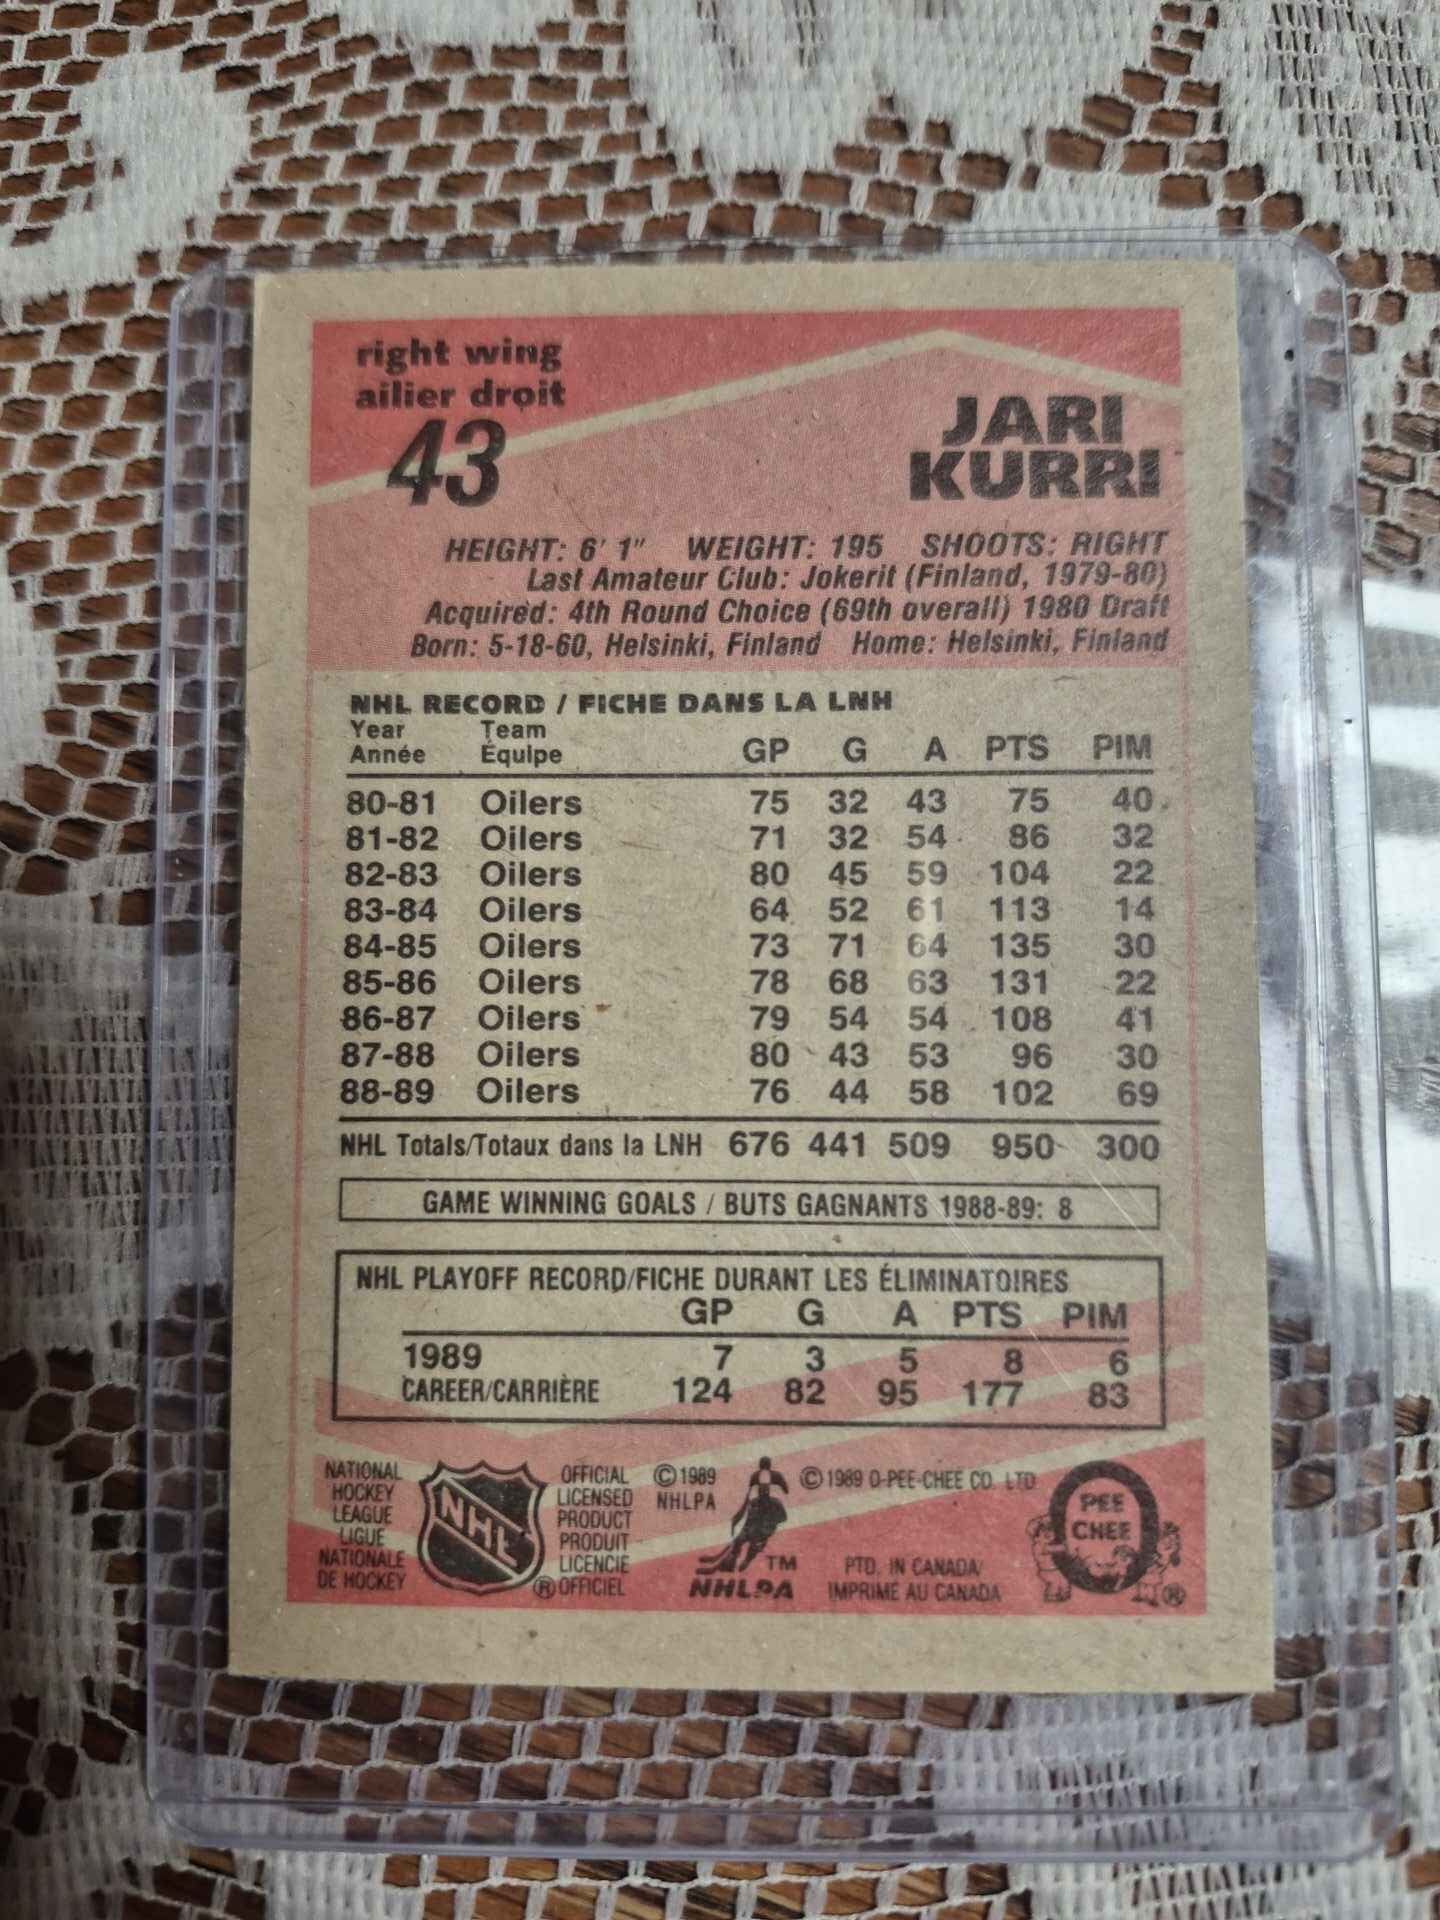 right wing
ailier droit
43
JARI
KURRI
HEIGHT: 6' 1" WEIGHT: 195 SHOOTS: RIGHT
Last Amateur Club: Jokerit (Finland, 1979-80)
Acquired: 4th Round Choice (69th overall) 1980 Draft
Born: 5-18-60, Helsinki, Finland Home: Helsinki, Finland
NHL RECORD / FICHE DANS LA LNH
Year Team
Année Équipe GP G A PTS PIM
80-81 Oilers 75 32 43 75 40
81-82 Oilers 71 32 54 86 32
82-83 Oilers 80 45 59 104 22
83-84 Oilers 64 52 61 113 14
84-85 Oilers 73 71 64 135 30
85-86 Oilers 78 68 63 131 22
86-87 Oilers 79 54 54 108 41
87-88 Oilers 80 43 53 96 30
88-89 Oilers 76 44 58 102 69
NHL Totals/Totaux dans la LNH 676 441 509 950 300
GAME WINNING GOALS / BUTS GAGNANTS 1988-89: 8
NHL PLAYOFF RECORD/FICHE DURANT LES ÉLIMINATOIRES
GP G A PTS PIM
1989 7 3 5 8 6
CAREER/CARRIÈRE 124 82 95 177 83
NATIONAL
HOCKEY
LEAGUE
LIGUE
NATIONALE
DE HOCKEY
NHL
®
OFFICIAL
LICENSED
PRODUCT
PRODUIT
LICENCIE
OFFICIEL
©1989
NHLPA
TM
NHLPA
©1989 O-PEE-CHEE CO. LTD
PTD. IN CANADA/
IMPRIMÉ AU CANADA
PEE
CHEE
®